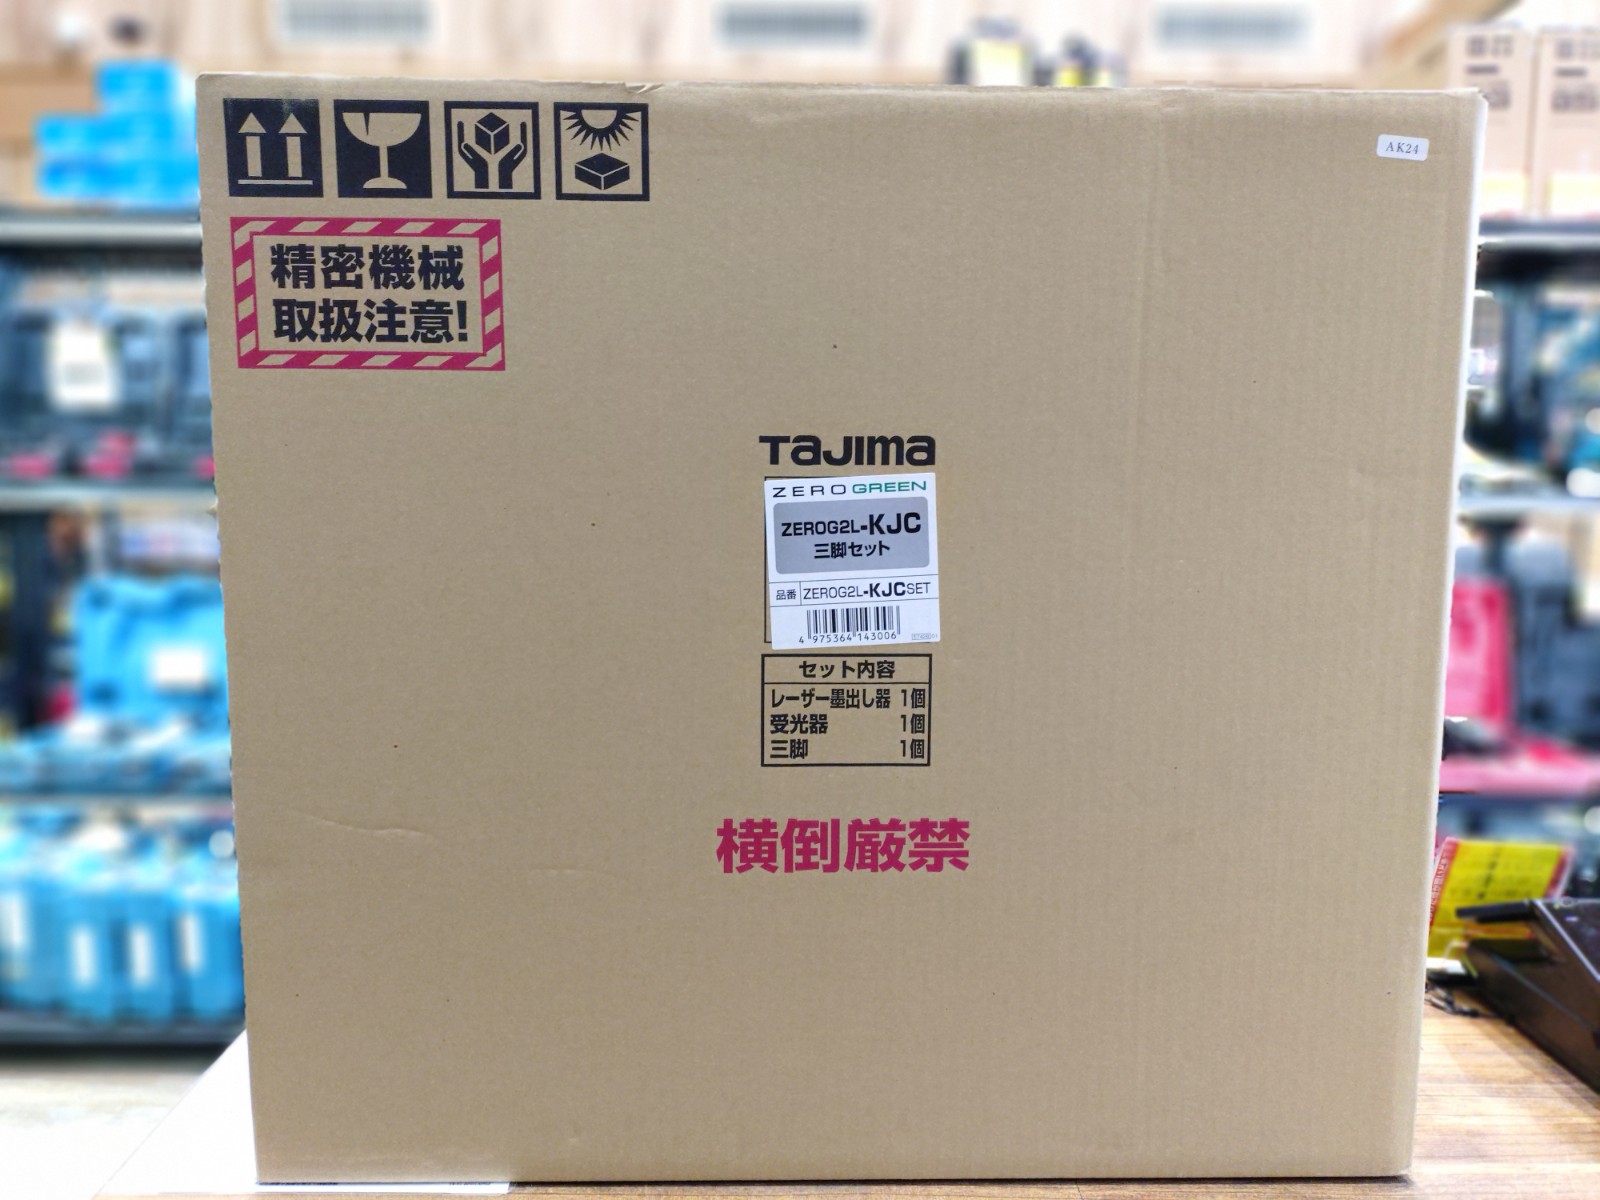 AK24
精密機械
取扱注意!
TaJIma
ZERO GREEN
ZEROG2L-KJC
三脚セット
品番 ZEROG2L-KJCSET
4 975364 143006
セット内容
レーザー墨出し器 1個
受光器 1個
三脚 1個
横倒厳禁